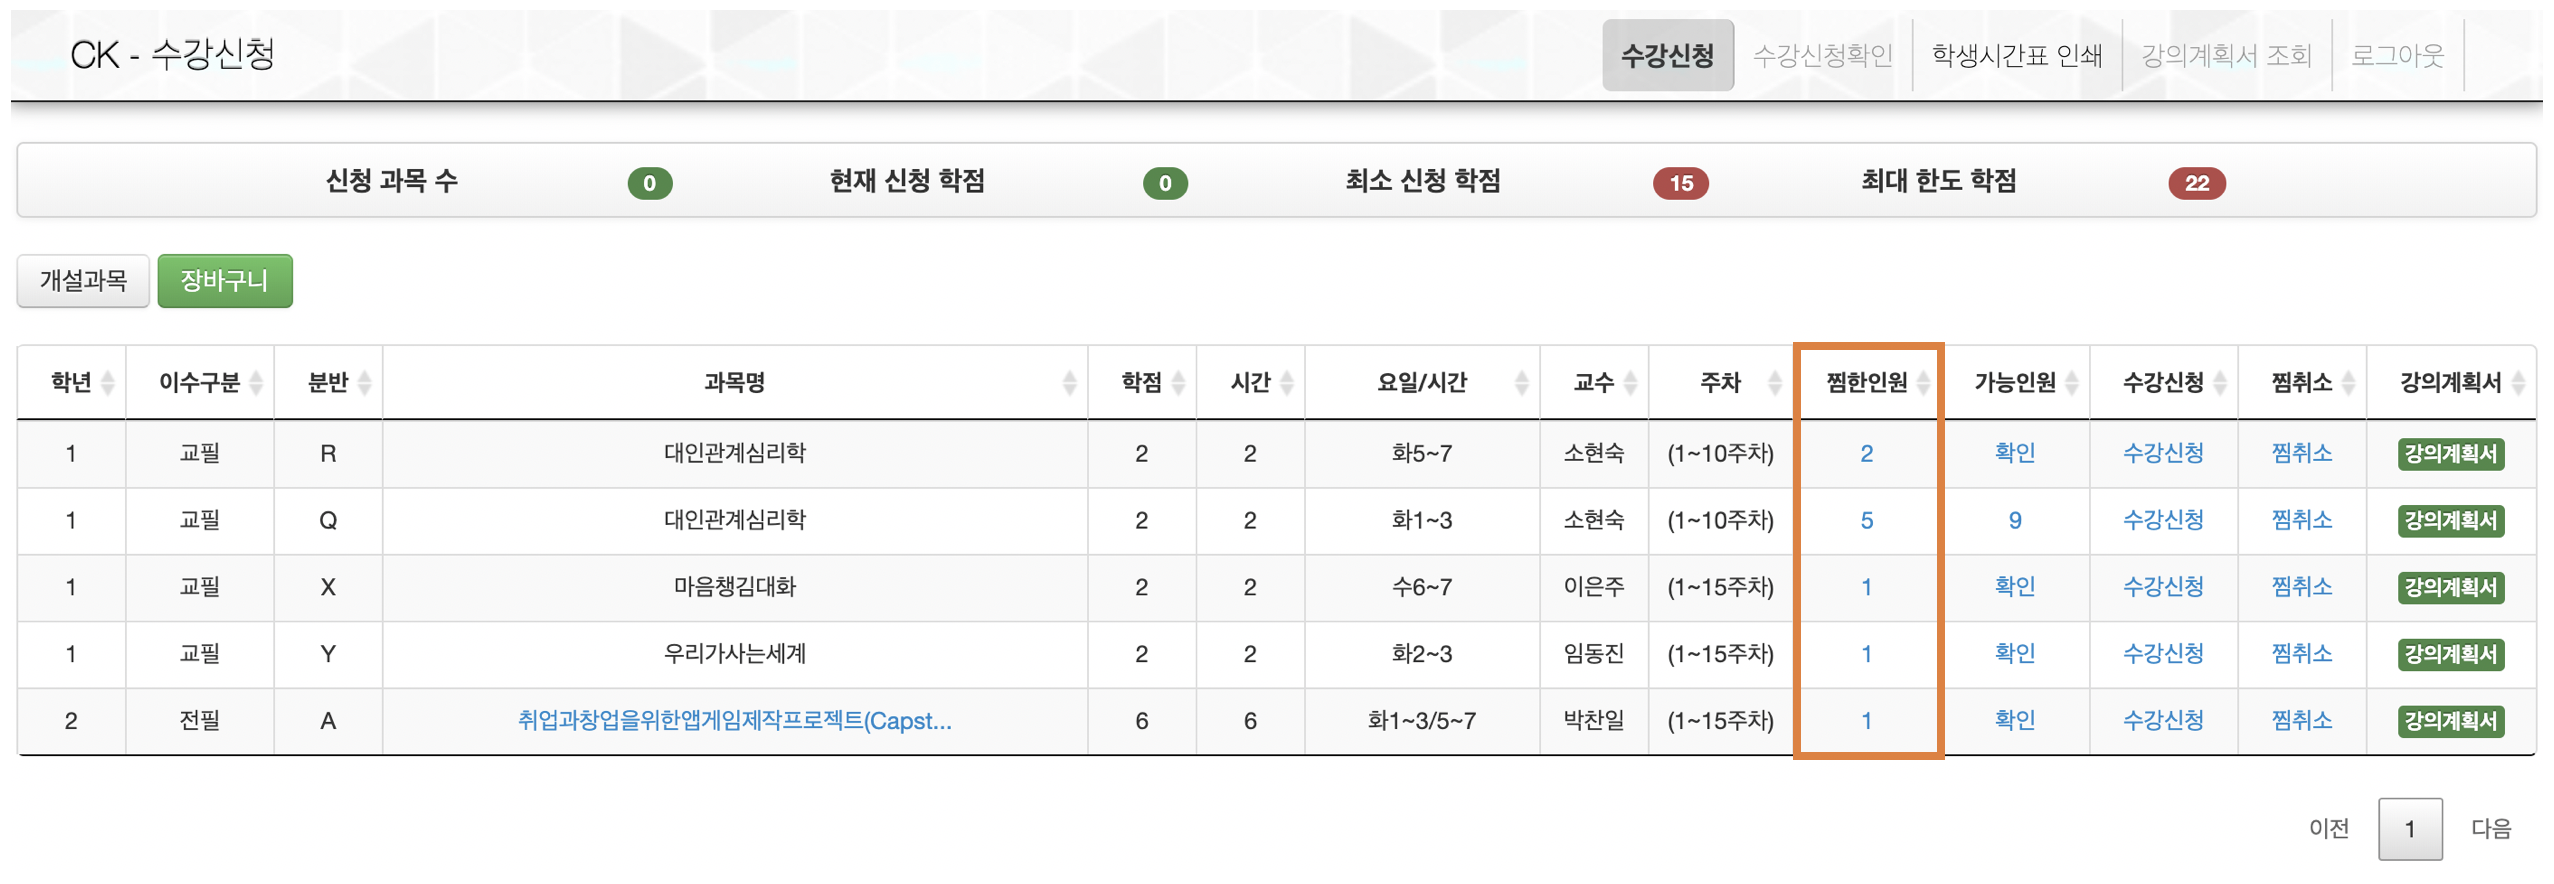 CK - 수강신청
수강신청 수강신청확인 학생시간표 인쇄 강의계획서 조회 로그아웃
신청 과목 수 0 현재 신청 학점 0 최소 신청 학점 15 최대 한도 학점 22
개설과목 장바구니
학년 이수구분 분반 과목명 학점 시간 요일/시간 교수 주차 찜한인원 가능인원 수강신청 찜취소 강의계획서
1 교필 R 대인관계심리학 2 2 화5~7 소현숙 (1~10주차) 2 확인 수강신청 찜취소 강의계획서
1 교필 Q 대인관계심리학 2 2 화1~3 소현숙 (1~10주차) 5 9 수강신청 찜취소 강의계획서
1 교필 X 마음챙김대화 2 2 수6~7 이은주 (1~15주차) 1 확인 수강신청 찜취소 강의계획서
1 교필 Y 우리가사는세계 2 2 화2~3 임동진 (1~15주차) 1 확인 수강신청 찜취소 강의계획서
2 전필 A 취업과창업을위한앱게임제작프로젝트(Capst... 6 6 화1~3/5~7 박찬일 (1~15주차) 1 확인 수강신청 찜취소 강의계획서
이전 1 다음